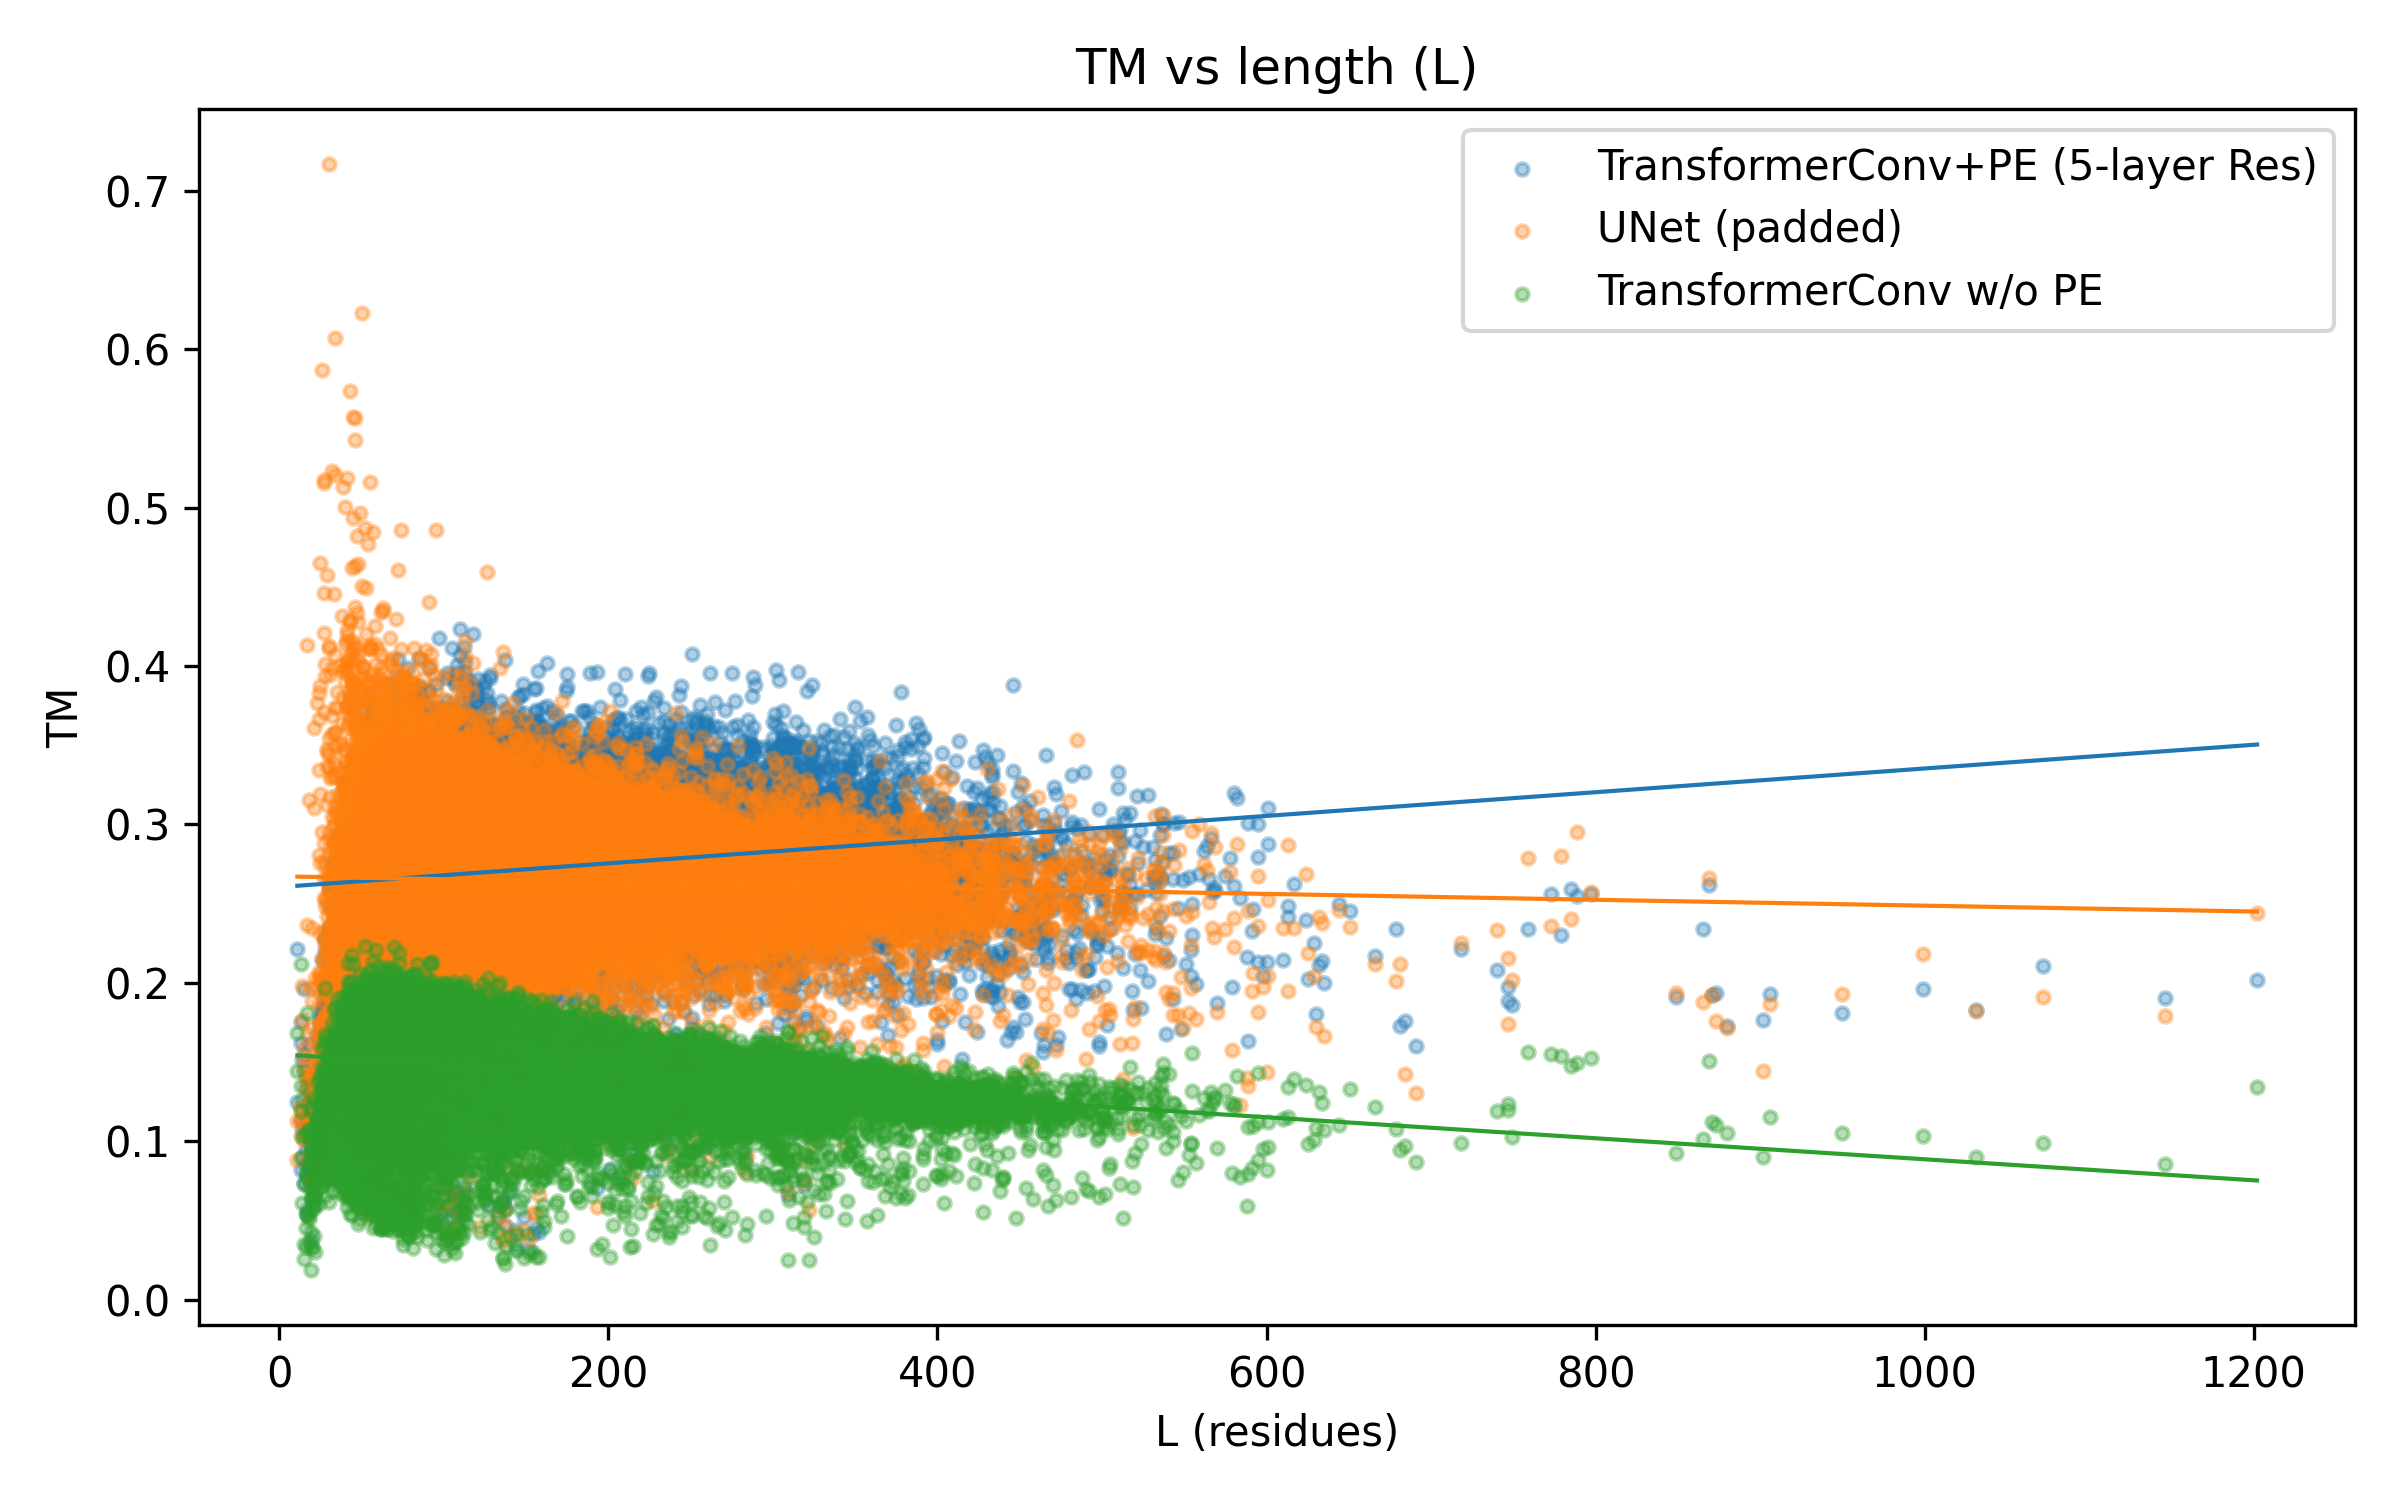 TM vs length (L)
TransformerConv+PE (5-layer Res)
UNet (padded)
TransformerConv w/o PE
TM
0.7
0.6
0.5
0.4
0.3
0.2
0.1
0.0
0 200 400 600 800 1000 1200
L (residues)